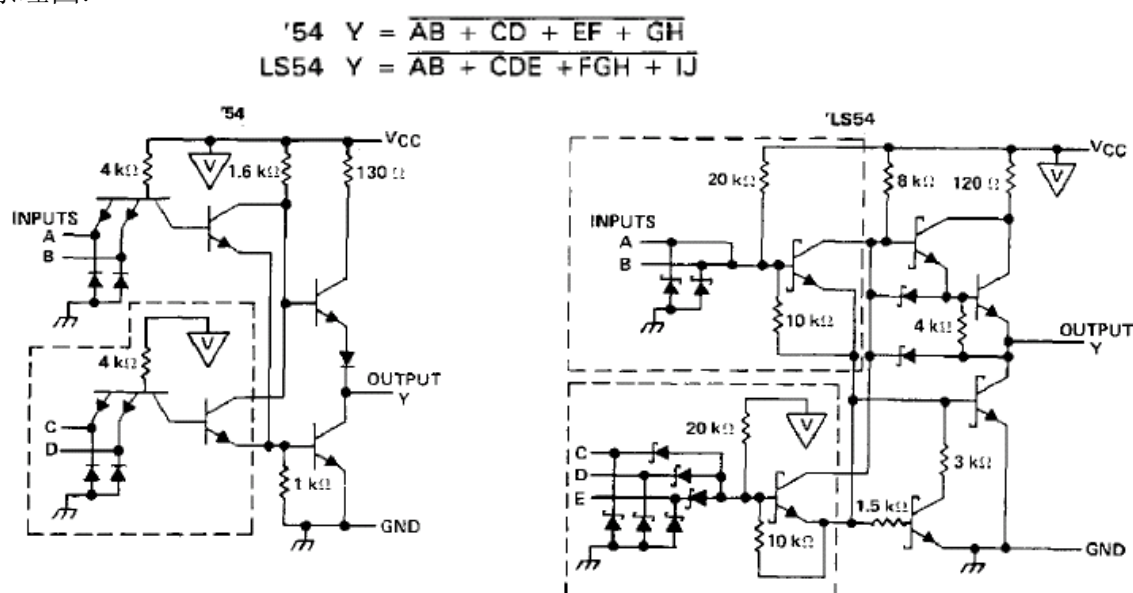 '54 Y = AB + CD + EF + GH
LS54 Y = AB + CDE + FGH + IJ
'54
VCC
4 kΩ
V
1.6 kΩ
130 Ω
INPUTS
A
B
4 kΩ
V
OUTPUT
Y
C
D
1 kΩ
GND
'LS54
VCC
20 kΩ
8 kΩ
120 Ω
V
INPUTS
A
B
10 kΩ
4 kΩ
OUTPUT
Y
20 kΩ
V
C
D
E
3 kΩ
1.5 kΩ
10 kΩ
GND